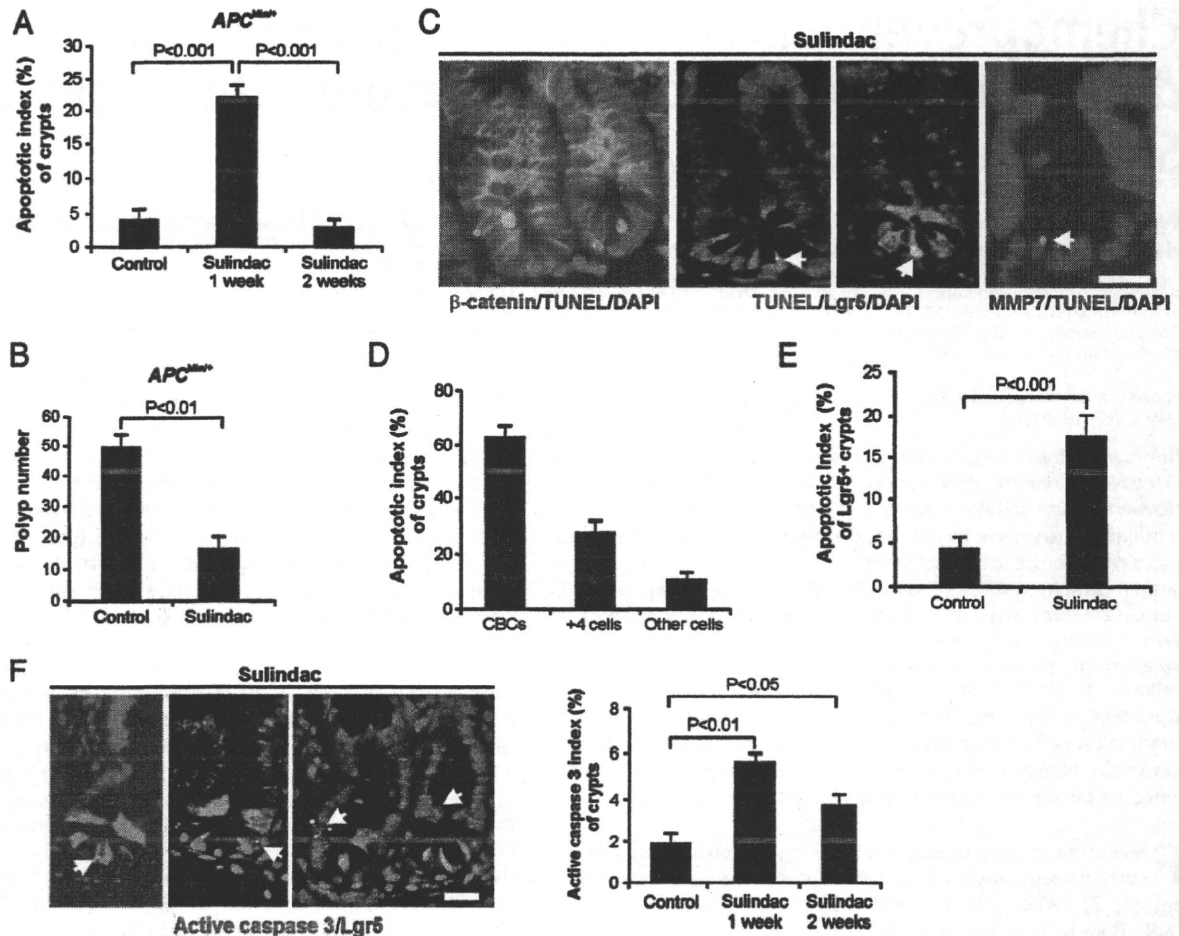 A
APC^Min/+
P<0.001
P<0.001
Apoptotic index (%)
of crypts
30
25
20
15
10
5
0
Control
Sulindac
1 week
Sulindac
2 weeks
C
Sulindac
β-catenin/TUNEL/DAPI
TUNEL/Lgr5/DAPI
MMP7/TUNEL/DAPI
B
APC^Min/+
P<0.01
Polyp number
60
50
40
30
20
10
0
Control
Sulindac
D
Apoptotic index (%)
of crypts
80
60
40
20
0
CBCs
+4 cells
Other cells
E
P<0.001
Apoptotic index (%)
of Lgr5+ crypts
25
20
15
10
5
0
Control
Sulindac
F
Sulindac
Active caspase 3/Lgr5
P<0.05
P<0.01
Active caspase 3 index (%)
of crypts
8
6
4
2
0
Control
Sulindac
1 week
Sulindac
2 weeks